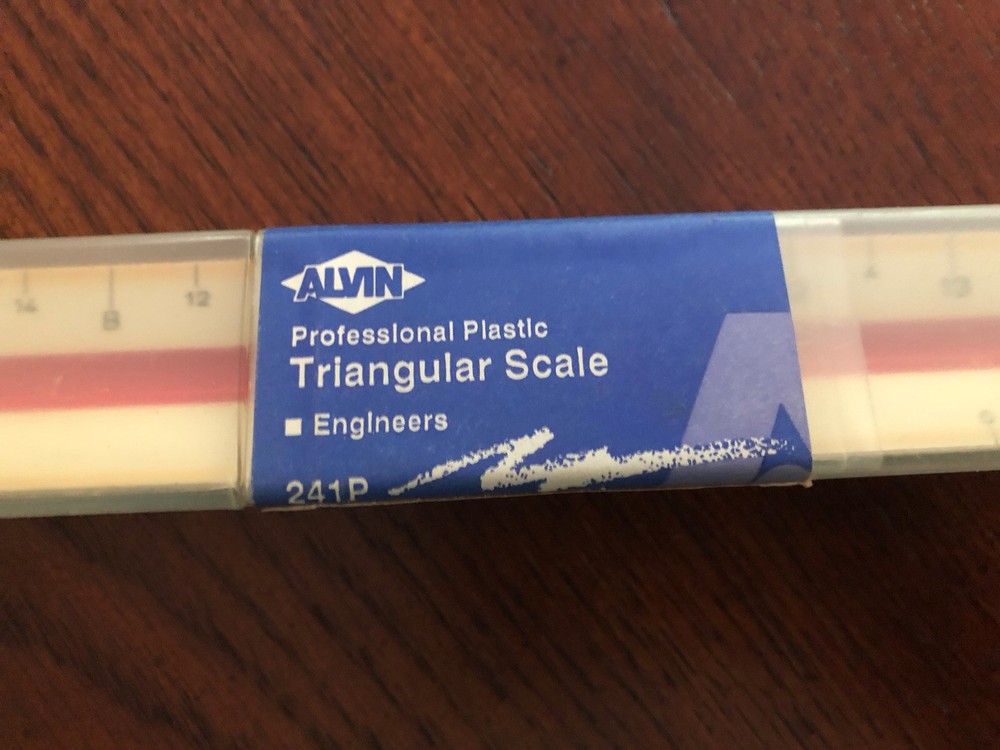 14 8 12
ALVIN
Professional Plastic
Triangular Scale
Engineers
241P